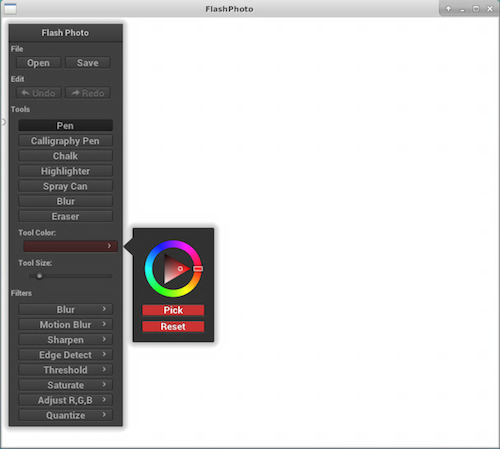 FlashPhoto
Flash Photo
File
Open Save
Edit
Undo Redo
Tools
Pen
Calligraphy Pen
Chalk
Highlighter
Spray Can
Blur
Eraser
Tool Color:
Pick
Reset
Tool Size:
Filters
Blur
Motion Blur
Sharpen
Edge Detect
Threshold
Saturate
Adjust R,G,B
Quantize